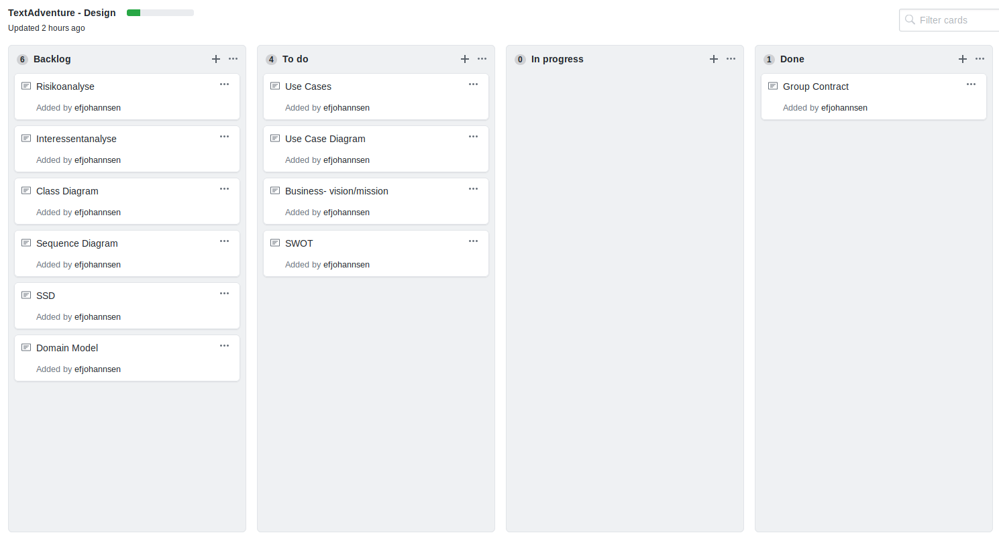 TextAdventure - Design
Updated 2 hours ago
Filter cards
6 Backlog
Risikoanalyse
Added by efjohannsen
Interessentanalyse
Added by efjohannsen
Class Diagram
Added by efjohannsen
Sequence Diagram
Added by efjohannsen
SSD
Added by efjohannsen
Domain Model
Added by efjohannsen
4 To do
Use Cases
Added by efjohannsen
Use Case Diagram
Added by efjohannsen
Business- vision/mission
Added by efjohannsen
SWOT
Added by efjohannsen
0 In progress
1 Done
Group Contract
Added by efjohannsen